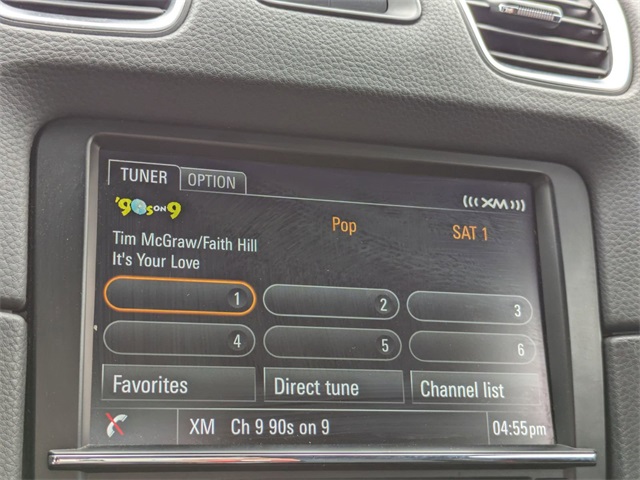 TUNER OPTION
'90s ON 9
XM
Pop SAT 1
Tim McGraw/Faith Hill
It's Your Love
1 2 3
4 5 6
Favorites Direct tune Channel list
XM Ch 9 90s on 9 04:55pm